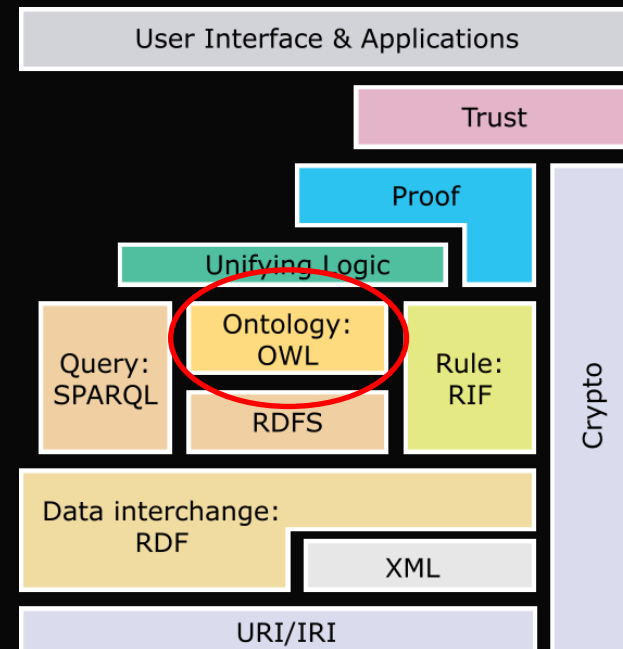 User Interface & Applications
Trust
Proof
Unifying Logic
Ontology:
OWL
Query:
SPARQL
Rule:
RIF
RDFS
Crypto
Data interchange:
RDF
XML
URI/IRI